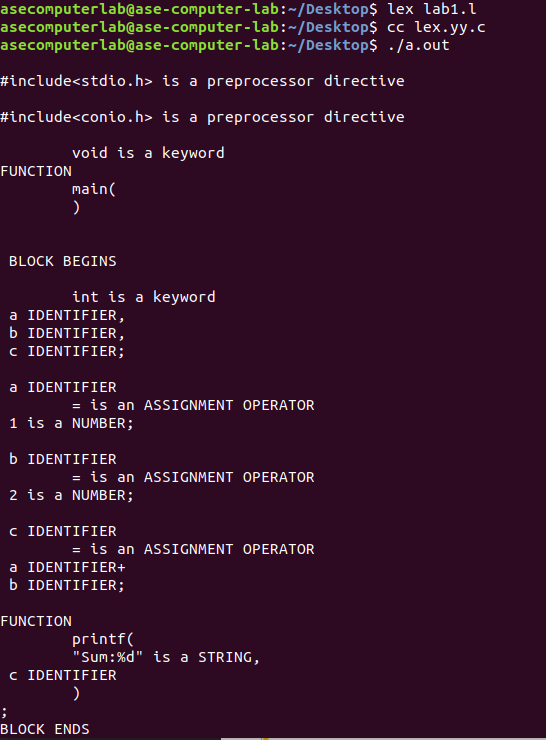 asecomputerlab@ase-computer-lab:~/Desktop$ lex lab1.l
asecomputerlab@ase-computer-lab:~/Desktop$ cc lex.yy.c
asecomputerlab@ase-computer-lab:~/Desktop$ ./a.out
#include<stdio.h> is a preprocessor directive
#include<conio.h> is a preprocessor directive
void is a keyword
FUNCTION
main(
)
BLOCK BEGINS
int is a keyword
a IDENTIFIER,
b IDENTIFIER,
c IDENTIFIER;
a IDENTIFIER
= is an ASSIGNMENT OPERATOR
1 is a NUMBER;
b IDENTIFIER
= is an ASSIGNMENT OPERATOR
2 is a NUMBER;
c IDENTIFIER
= is an ASSIGNMENT OPERATOR
a IDENTIFIER+
b IDENTIFIER;
FUNCTION
printf(
"Sum:%d" is a STRING,
c IDENTIFIER
)
;
BLOCK ENDS